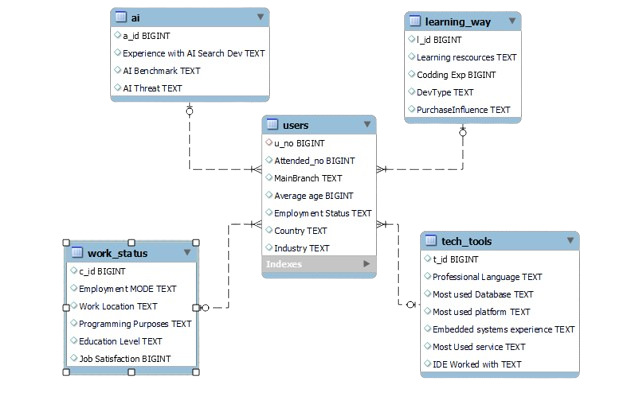 ai
a_id BIGINT
Experience with AI Search Dev TEXT
AI Benchmark TEXT
AI Threat TEXT
learning_way
l_id BIGINT
Learning rescources TEXT
Codding Exp BIGINT
DevType TEXT
PurchaseInfluence TEXT
users
u_no BIGINT
Attended_no BIGINT
MainBranch TEXT
Average age BIGINT
Employment Status TEXT
Country TEXT
Industry TEXT
Indexes
work_status
c_id BIGINT
Employment MODE TEXT
Work Location TEXT
Programming Purposes TEXT
Education Level TEXT
Job Satisfaction BIGINT
tech_tools
t_id BIGINT
Professional Language TEXT
Most used Database TEXT
Most used platform TEXT
Embedded systems experience TEXT
Most Used service TEXT
IDE Worked with TEXT